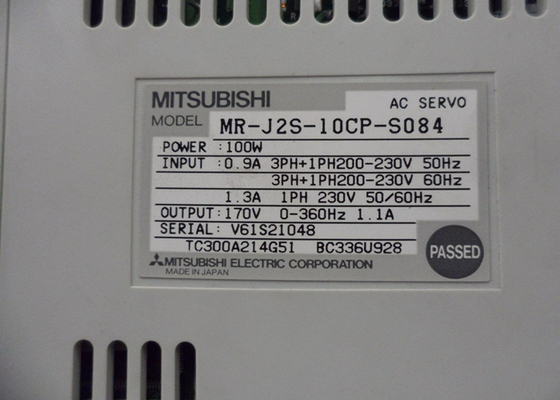 MITSUBISHI
AC SERVO
MODEL MR-J2S-10CP-S084
POWER :100W
INPUT :0.9A 3PH+1PH200-230V 50Hz
3PH+1PH200-230V 60Hz
1.3A 1PH 230V 50/60Hz
OUTPUT:170V 0-360Hz 1.1A
SERIAL: V61S21048
TC300A214G51 BC336U928
PASSED
MITSUBISHI ELECTRIC CORPORATION
MADE IN JAPAN